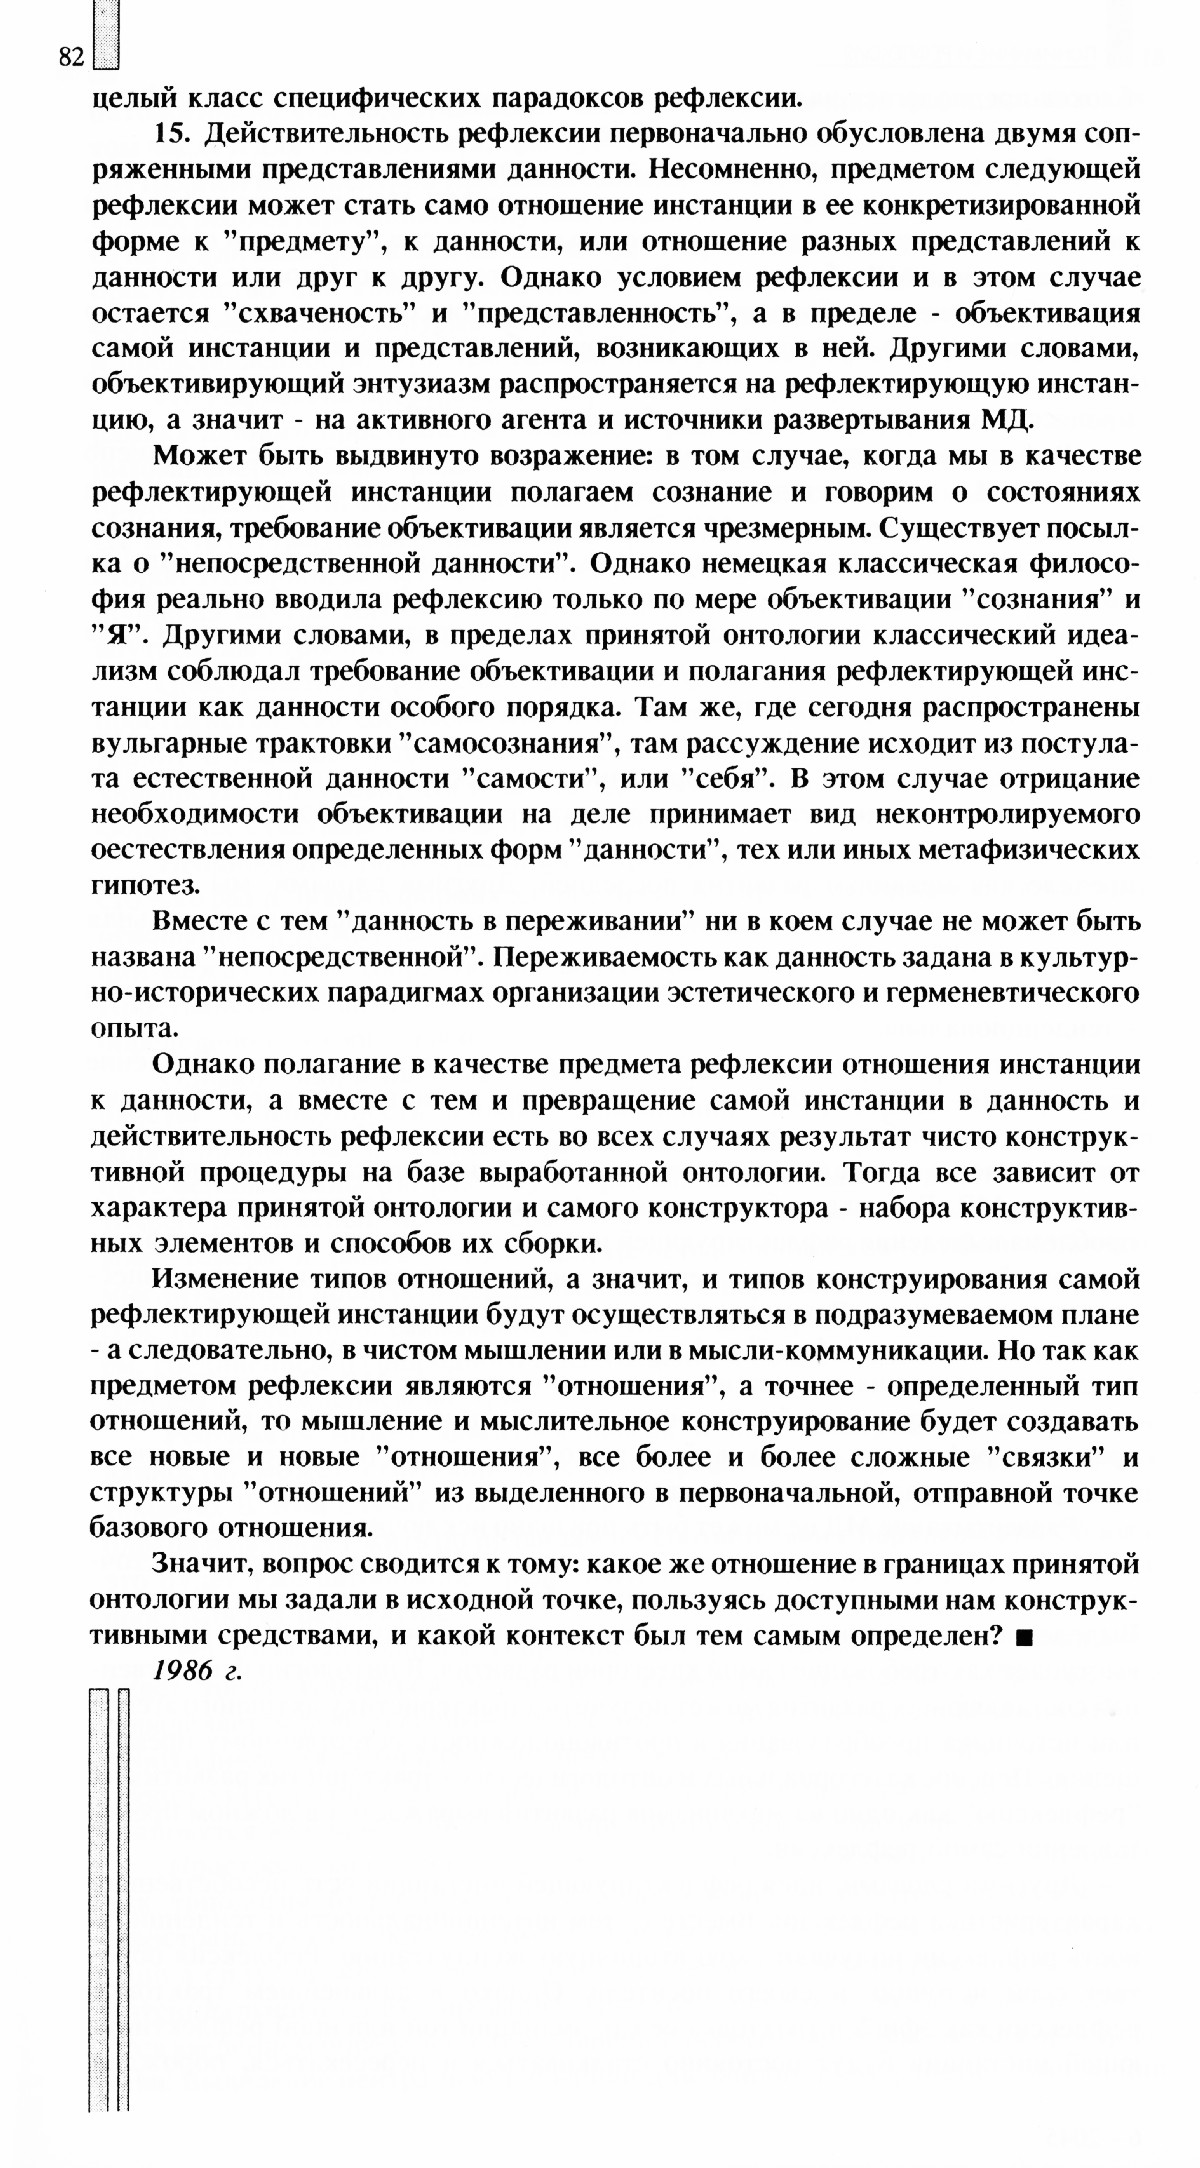 82
целый класс специфических парадоксов рефлексии.
15. Действительность рефлексии первоначально обусловлена двумя соп-
ряженными представлениями данности. Несомненно, предметом следующей
рефлексии может стать само отношение инстанции в ее конкретизированной
форме к ”предмету”, к данности, или отношение разных представлений к
данности или друг к другу. Однако условием рефлексии и в этом случае
остается ”схваченость” и ”представленность”, а в пределе - объективация
самой инстанции и представлений, возникающих в ней. Другими словами,
объективирующий энтузиазм распространяется на рефлектирующую инстан-
цию, а значит - на активного агента и источники развертывания МД.
Может быть выдвинуто возражение: в том случае, когда мы в качестве
рефлектирующей инстанции полагаем сознание и говорим о состояниях
сознания, требование объективации является чрезмерным. Существует посыл-
ка о ”непосредственной данности”. Однако немецкая классическая филосо-
фия реально вводила рефлексию только по мере объективации ”сознания” и
”Я”. Другими словами, в пределах принятой онтологии классический идеа-
лизм соблюдал требование объективации и полагания рефлектирующей инс-
танции как данности особого порядка. Там же, где сегодня распространены
вульгарные трактовки ”самосознания”, там рассуждение исходит из постула-
та естественной данности ”самости”, или ”себя”. В этом случае отрицание
необходимости объективации на деле принимает вид неконтролируемого
оестествления определенных форм ”данности”, тех или иных метафизических
гипотез.
Вместе с тем ”данность в переживании” ни в коем случае не может быть
названа ”непосредственной”. Переживаемость как данность задана в культур-
но-исторических парадигмах организации эстетического и герменевтического
опыта.
Однако полагание в качестве предмета рефлексии отношения инстанции
к данности, а вместе с тем и превращение самой инстанции в данность и
действительность рефлексии есть во всех случаях результат чисто конструк-
тивной процедуры на базе выработанной онтологии. Тогда все зависит от
характера принятой онтологии и самого конструктора - набора конструктив-
ных элементов и способов их сборки.
Изменение типов отношений, а значит, и типов конструирования самой
рефлектирующей инстанции будут осуществляться в подразумеваемом плане
- а следовательно, в чистом мышлении или в мысли-коммуникации. Но так как
предметом рефлексии являются ”отношения”, а точнее - определенный тип
отношений, то мышление и мыслительное конструирование будет создавать
все новые и новые ”отношения”, все более и более сложные ”связки” и
структуры ”отношений” из выделенного в первоначальной, отправной точке
базового отношения.
Значит, вопрос сводится к тому: какое же отношение в границах принятой
онтологии мы задали в исходной точке, пользуясь доступными нам конструк-
тивными средствами, и какой контекст был тем самым определен? ■
1986 г.